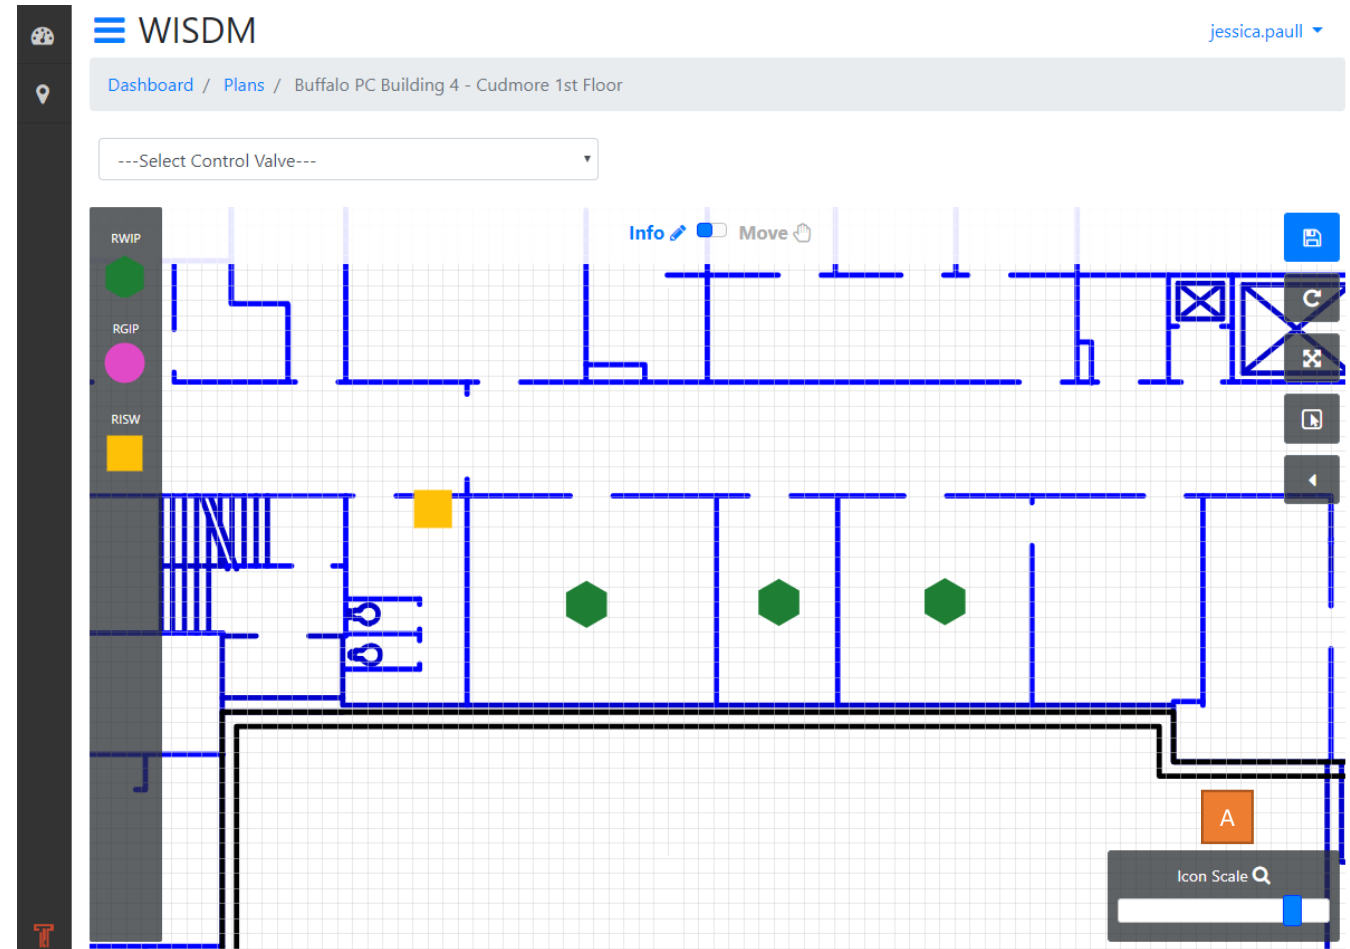 WISDM
jessica.paull
Dashboard / Plans / Buffalo PC Building 4 - Cudmore 1st Floor
---Select Control Valve---
Info Move
RWIP
RGIP
RISW
A
Icon Scale